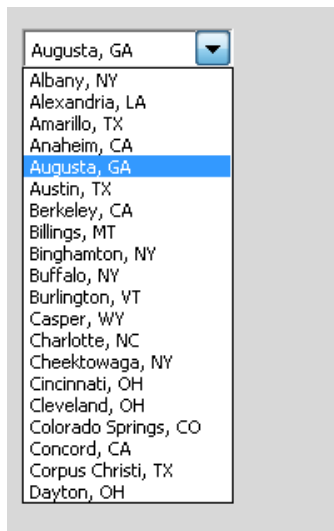 Augusta, GA
Albany, NY
Alexandria, LA
Amarillo, TX
Anaheim, CA
Augusta, GA
Austin, TX
Berkeley, CA
Billings, MT
Binghamton, NY
Buffalo, NY
Burlington, VT
Casper, WY
Charlotte, NC
Cheektowaga, NY
Cincinnati, OH
Cleveland, OH
Colorado Springs, CO
Concord, CA
Corpus Christi, TX
Dayton, OH